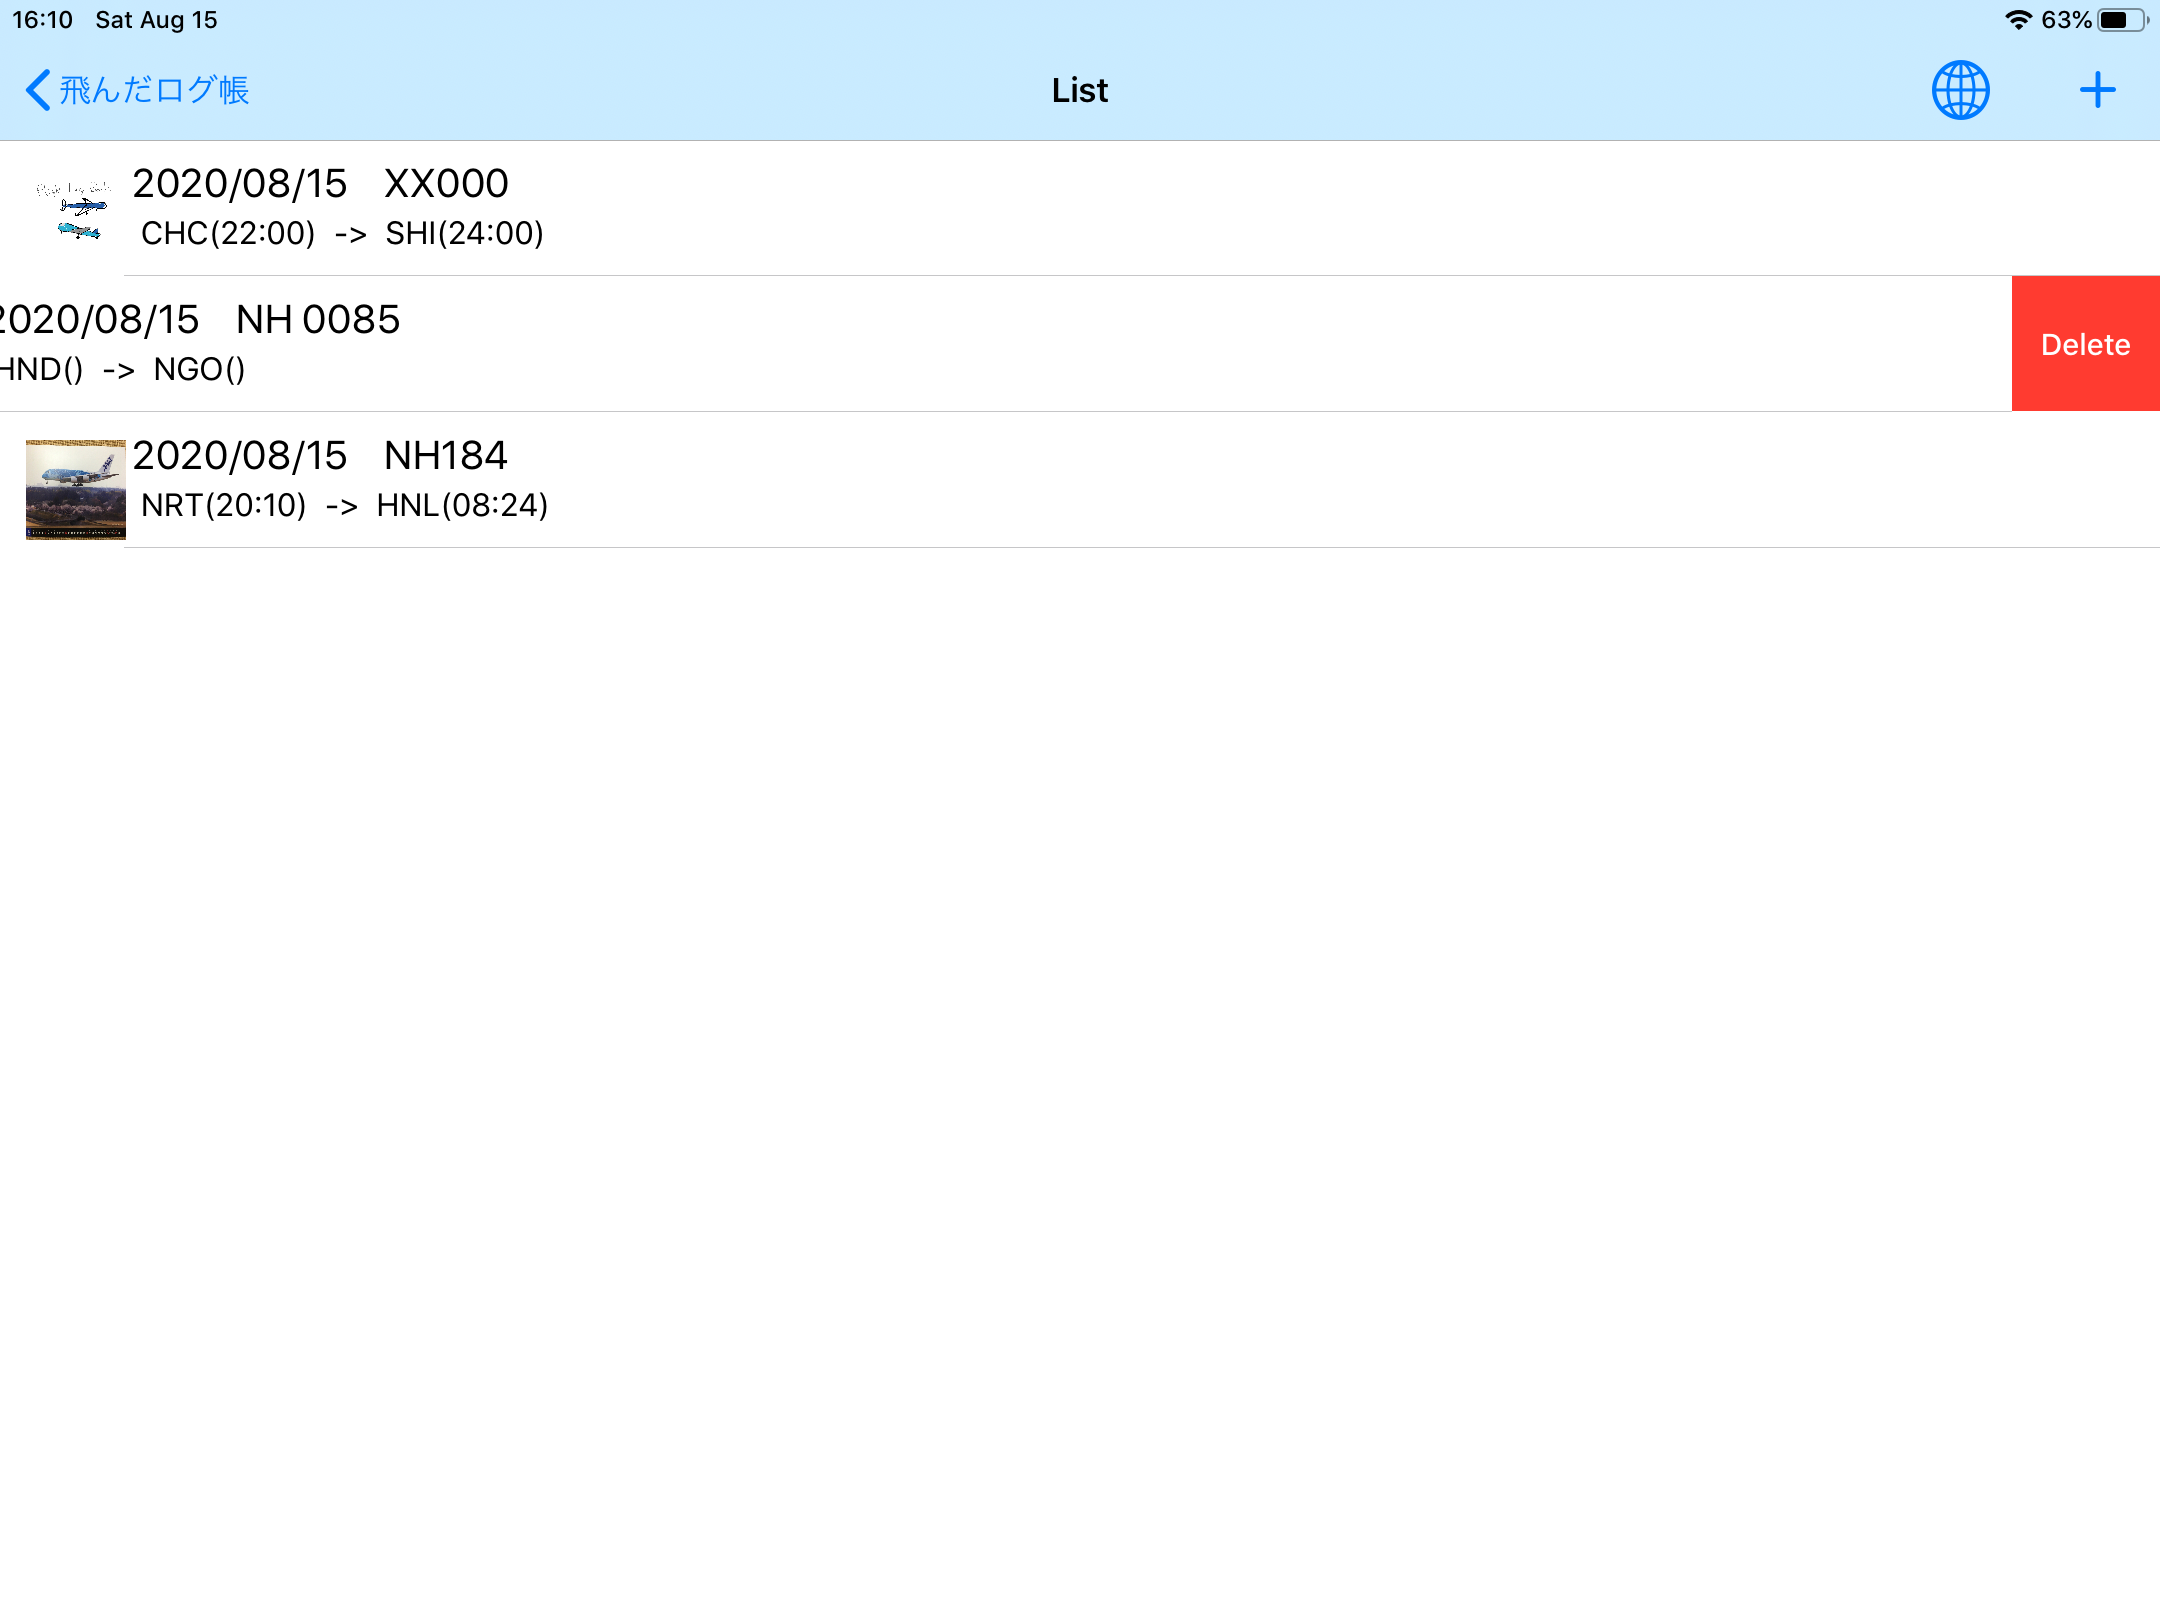 16:10 Sat Aug 15 63%
飛んだログ帳 List
2020/08/15 XX000
CHC(22:00) -> SHI(24:00)
2020/08/15 NH 0085
HND() -> NGO()
Delete
2020/08/15 NH184
NRT(20:10) -> HNL(08:24)